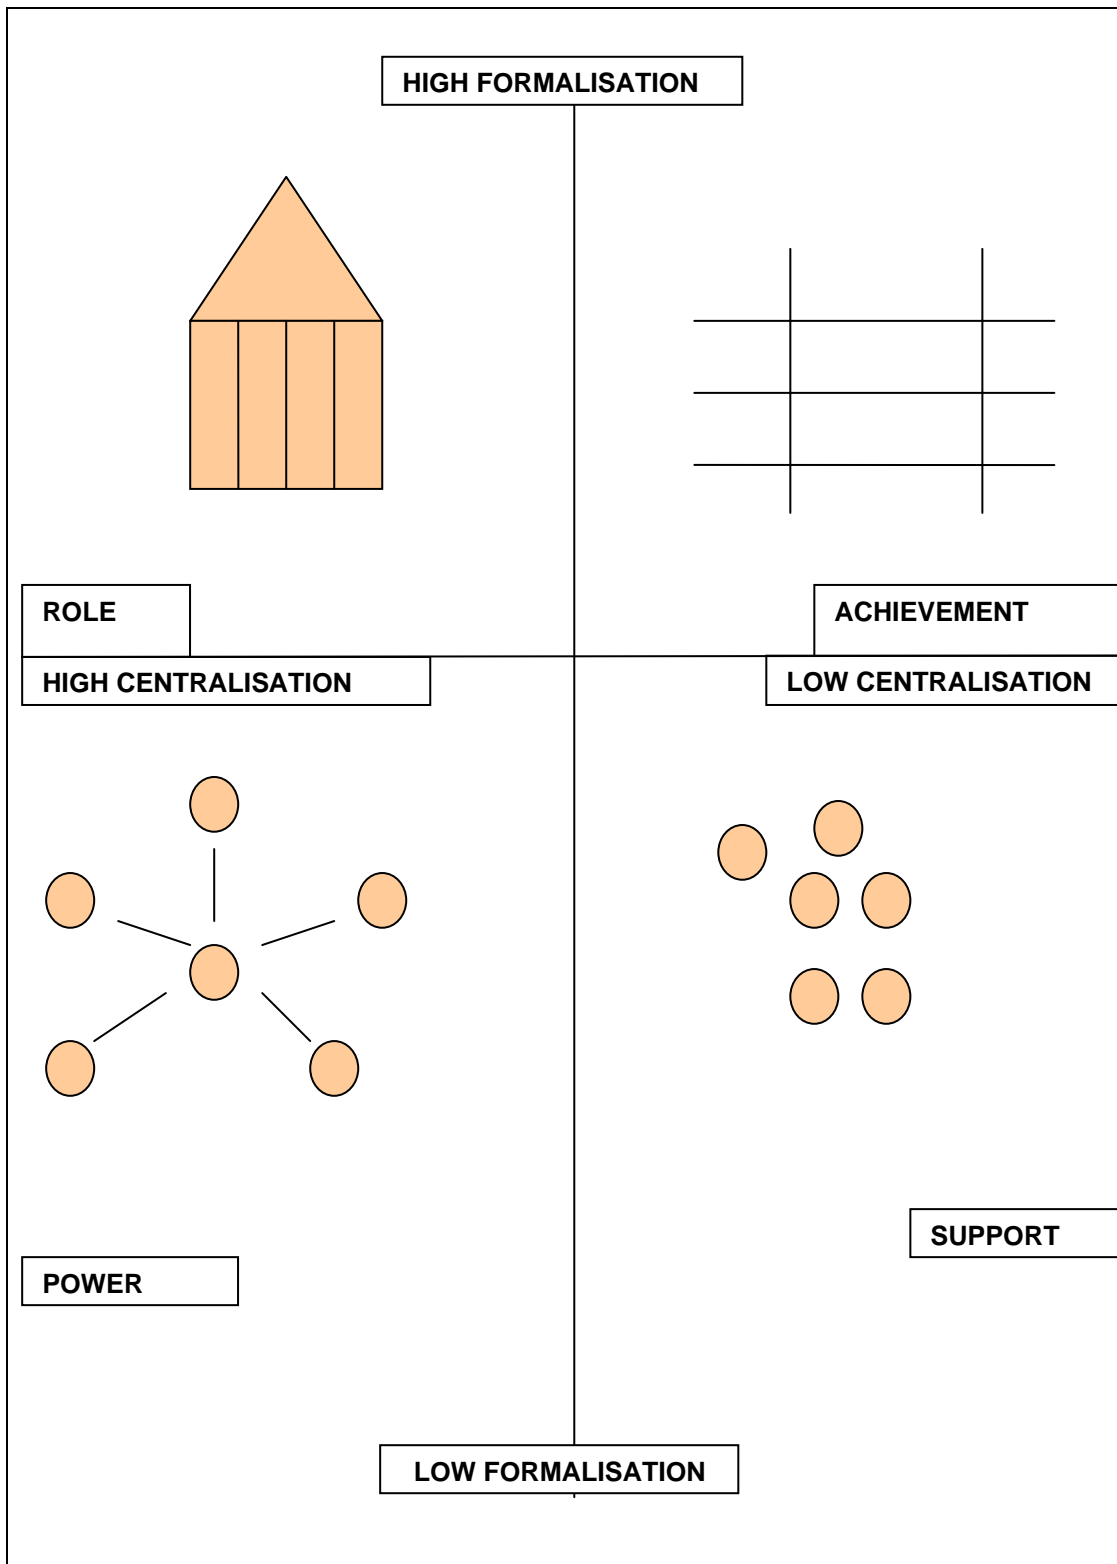 HIGH FORMALISATION
ROLE
ACHIEVEMENT
HIGH CENTRALISATION
LOW CENTRALISATION
SUPPORT
POWER
LOW FORMALISATION